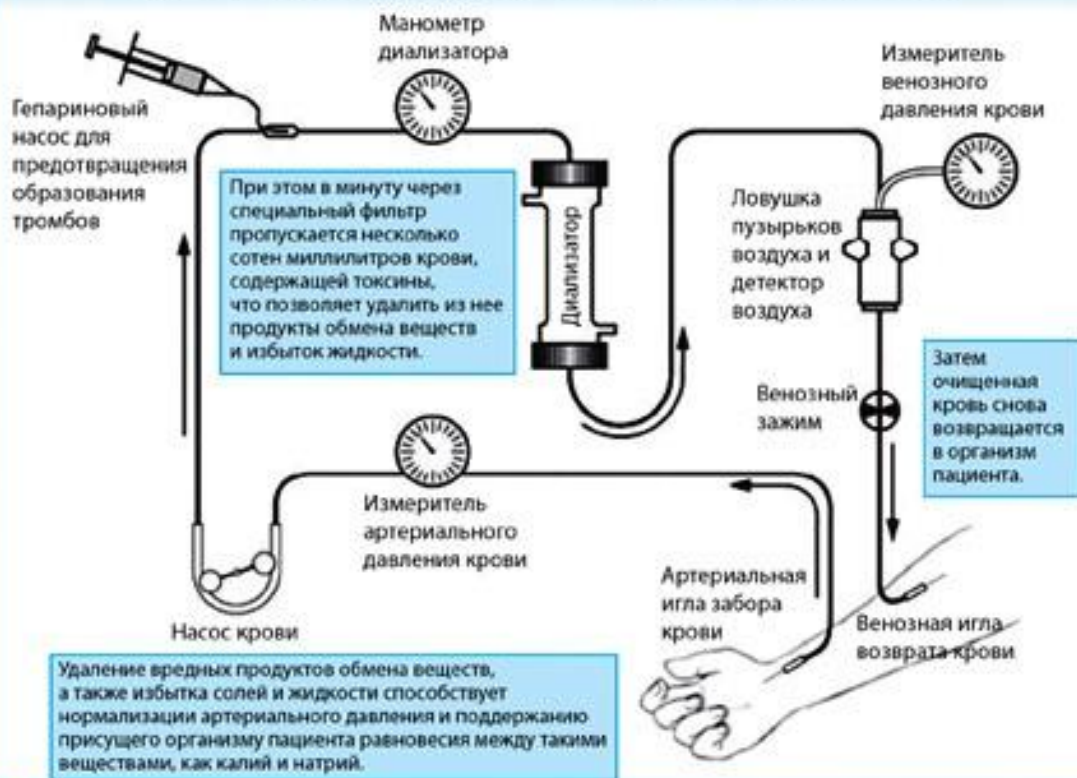 Манометр
диализатора
Измеритель
венозного
давления крови
Гепариновый
насос для
предотвращения
образования
тромбов
При этом в минуту через
специальный фильтр
пропускается несколько
сотен миллилитров крови,
содержащей токсины,
что позволяет удалить из нее
продукты обмена веществ
и избыток жидкости.
Диализатор
Ловушка
пузырьков
воздуха и
детектор
воздуха
Венозный
зажим
Затем
очищенная
кровь снова
возвращается
в организм
пациента.
Измеритель
артериального
давления крови
Насос крови
Артериальная
игла забора
крови
Венозная игла
возврата крови
Удаление вредных продуктов обмена веществ,
а также избытка солей и жидкости способствует
нормализации артериального давления и поддержанию
присущего организму пациента равновесия между такими
веществами, как калий и натрий.